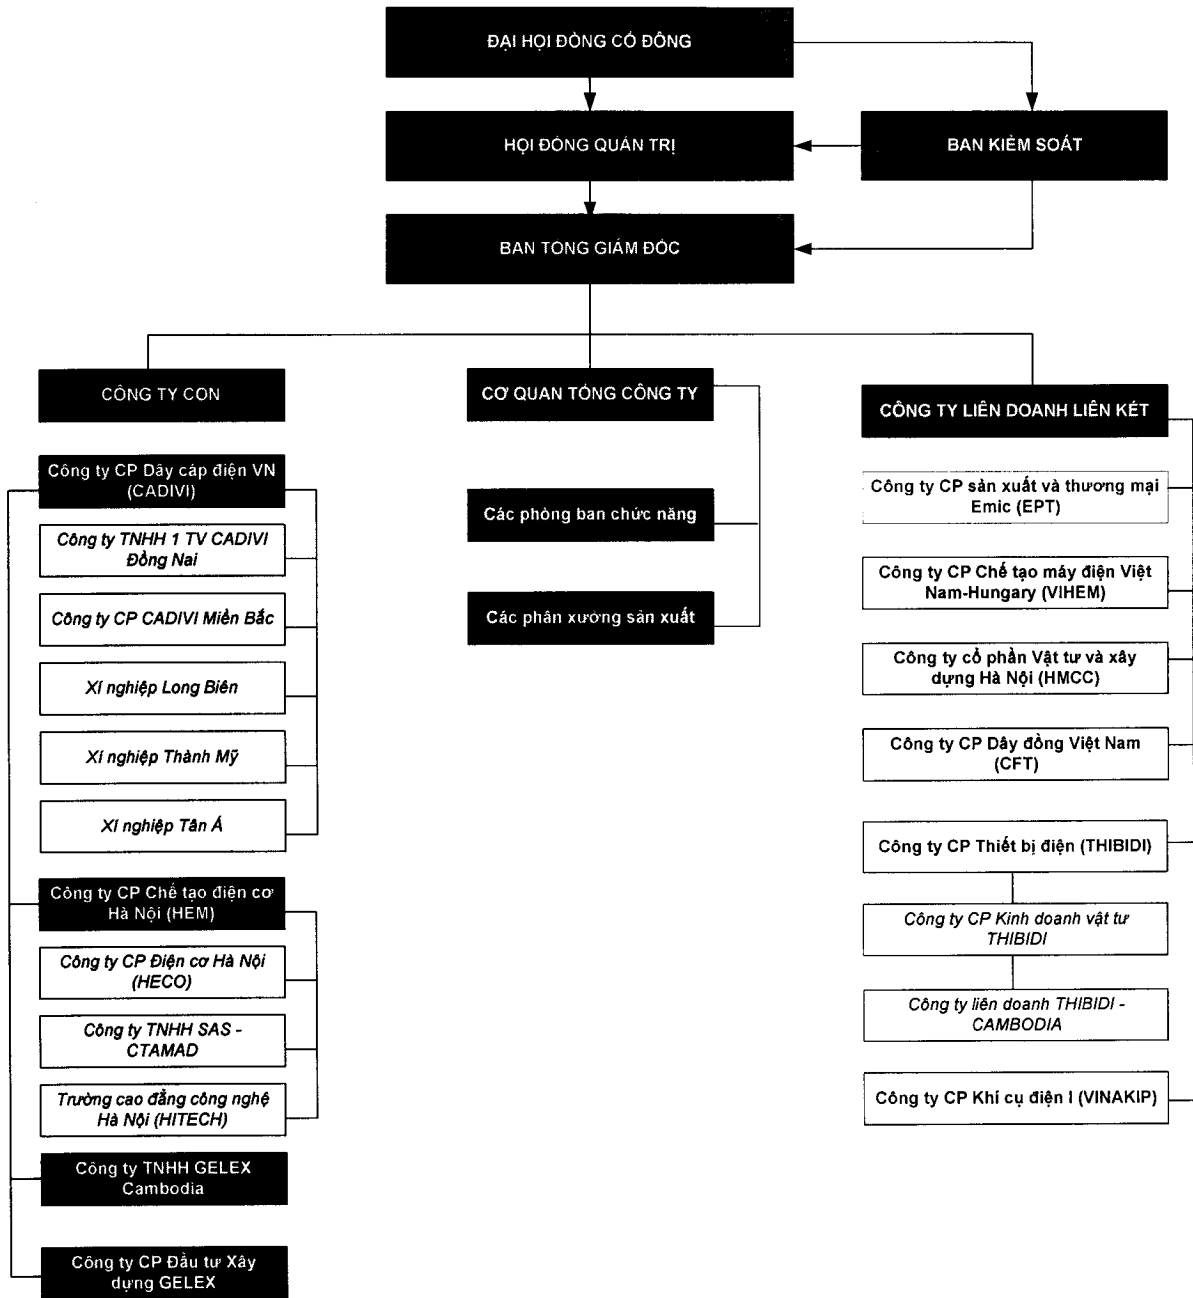 ĐẠI HỘI ĐỒNG CỔ ĐÔNG
HỘI ĐỒNG QUẢN TRỊ
BAN KIỂM SOÁT
BAN TỔNG GIÁM ĐỐC
CÔNG TY CON
CƠ QUAN TỔNG CÔNG TY
CÔNG TY LIÊN DOANH LIÊN KẾT
Công ty CP Dây cáp điện VN
(CADIVI)
Công ty TNHH 1 TV CADIVI
Đồng Nai
Công ty CP CADIVI Miền Bắc
Xí nghiệp Long Biên
Xí nghiệp Thành Mỹ
Xí nghiệp Tân Á
Công ty CP Chế tạo điện cơ
Hà Nội (HEM)
Công ty CP Điện cơ Hà Nội
(HECO)
Công ty TNHH SAS -
CTAMAD
Trường cao đẳng công nghệ
Hà Nội (HITECH)
Công ty TNHH GELEX
Cambodia
Công ty CP Đầu tư Xây
dựng GELEX
Các phòng ban chức năng
Các phân xưởng sản xuất
Công ty CP sản xuất và thương mại
Emic (EPT)
Công ty CP Chế tạo máy điện Việt
Nam-Hungary (VIHEM)
Công ty cổ phần Vật tư và xây
dựng Hà Nội (HMCC)
Công ty CP Dây đồng Việt Nam
(CFT)
Công ty CP Thiết bị điện (THIBIDI)
Công ty CP Kinh doanh vật tư
THIBIDI
Công ty liên doanh THIBIDI -
CAMBODIA
Công ty CP Khí cụ điện I (VINAKIP)